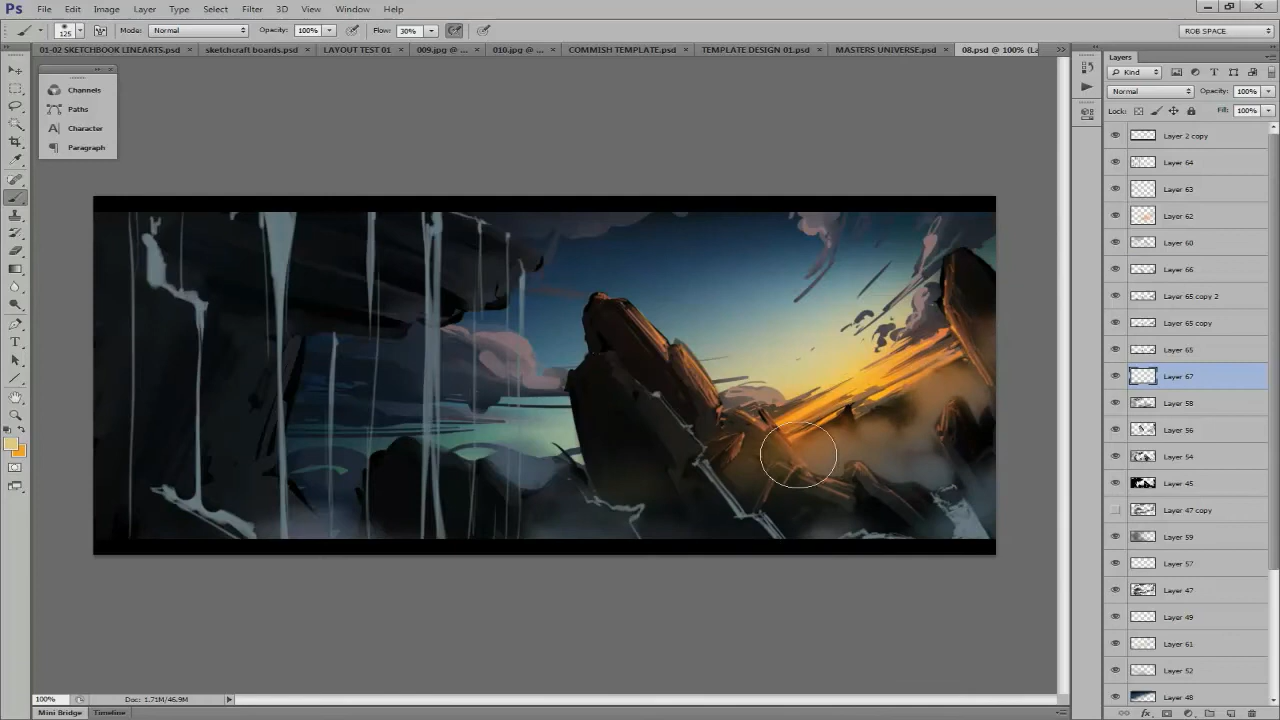 Ps File Edit Image Layer Type Select Filter 3D View Window Help
125 Mode: Normal Opacity: 100% Flow: 30% ROB SPACE
01-02 SKETCHBOOK LINEARTS.psd × sketchcraft boards.psd × LAYOUT TEST 01 × 009.jpg @ ... × 010.jpg @ ... × COMMISH TEMPLATE.psd × TEMPLATE DESIGN 01.psd × MASTERS UNIVERSE.psd × 08.psd @ 100% (La
Layers
Kind
Normal Opacity: 100%
Lock: Fill: 100%
Channels
Paths
Character
Paragraph
Layer 2 copy
Layer 64
Layer 63
Layer 62
Layer 60
Layer 66
Layer 65 copy 2
Layer 65 copy
Layer 65
Layer 67
Layer 58
Layer 56
Layer 54
Layer 45
Layer 47 copy
Layer 59
Layer 57
Layer 47
Layer 49
Layer 61
Layer 52
Layer 48
100% Doc: 1.71M/46.9M
Mini Bridge Timeline